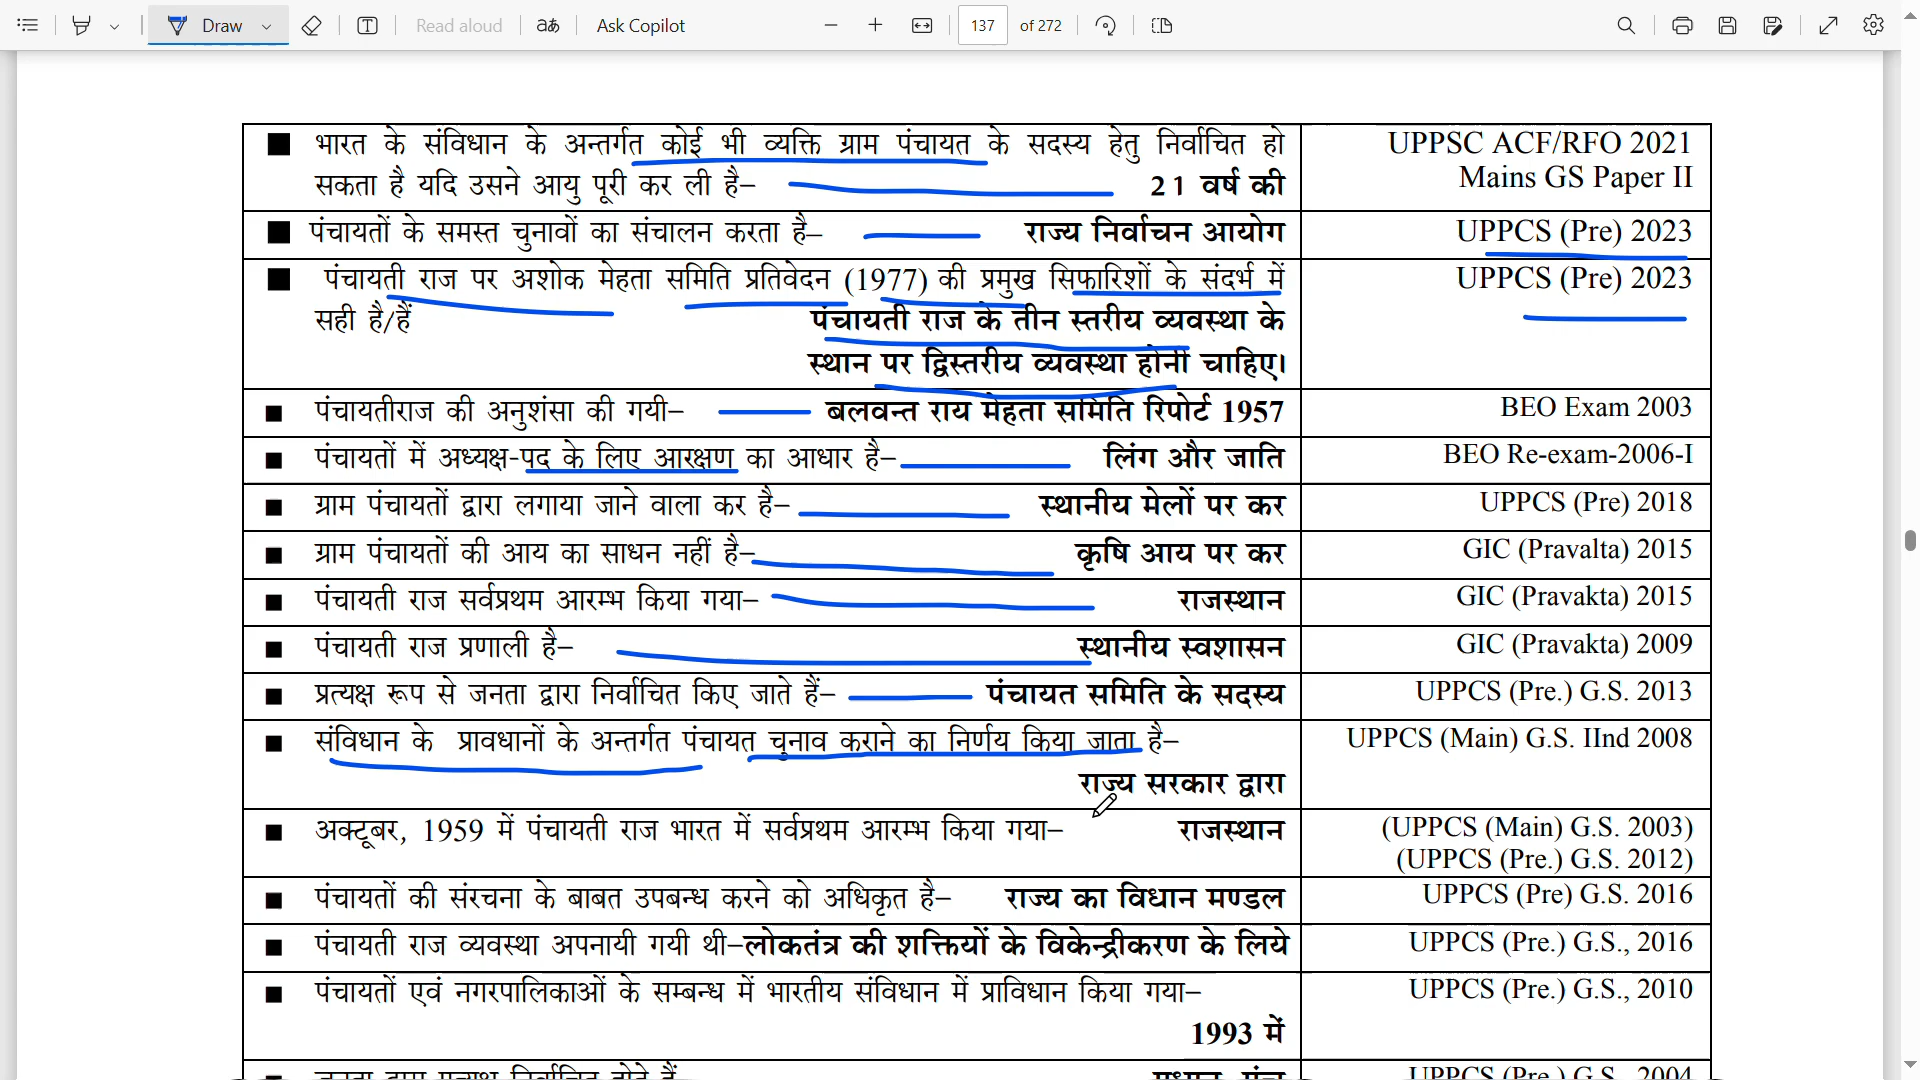 Draw
Read aloud
aあ
Ask Copilot
137 of 272
■ भारत के संविधान के अन्तर्गत कोई भी व्यक्ति ग्राम पंचायत के सदस्य हेतु निर्वाचित हो UPPSC ACF/RFO 2021
सकता है यदि उसने आयु पूरी कर ली है– 21 वर्ष की Mains GS Paper II
■ पंचायतों के समस्त चुनावों का संचालन करता है– राज्य निर्वाचन आयोग UPPCS (Pre) 2023
■ पंचायती राज पर अशोक मेहता समिति प्रतिवेदन (1977) की प्रमुख सिफारिशों के संदर्भ में UPPCS (Pre) 2023
सही है/हैं पंचायती राज के तीन स्तरीय व्यवस्था के
स्थान पर द्विस्तरीय व्यवस्था होनी चाहिए।
■ पंचायतीराज की अनुशंसा की गयी– बलवन्त राय मेहता समिति रिपोर्ट 1957 BEO Exam 2003
■ पंचायतों में अध्यक्ष-पद के लिए आरक्षण का आधार है– लिंग और जाति BEO Re-exam-2006-I
■ ग्राम पंचायतों द्वारा लगाया जाने वाला कर है– स्थानीय मेलों पर कर UPPCS (Pre) 2018
■ ग्राम पंचायतों की आय का साधन नहीं है– कृषि आय पर कर GIC (Pravalta) 2015
■ पंचायती राज सर्वप्रथम आरम्भ किया गया– राजस्थान GIC (Pravakta) 2015
■ पंचायती राज प्रणाली है– स्थानीय स्वशासन GIC (Pravakta) 2009
■ प्रत्यक्ष रूप से जनता द्वारा निर्वाचित किए जाते हैं– पंचायत समिति के सदस्य UPPCS (Pre.) G.S. 2013
■ संविधान के प्रावधानों के अन्तर्गत पंचायत चुनाव कराने का निर्णय किया जाता है– UPPCS (Main) G.S. IInd 2008
राज्य सरकार द्वारा
■ अक्टूबर, 1959 में पंचायती राज भारत में सर्वप्रथम आरम्भ किया गया– राजस्थान (UPPCS (Main) G.S. 2003)
(UPPCS (Pre.) G.S. 2012)
■ पंचायतों की संरचना के बाबत उपबन्ध करने को अधिकृत है– राज्य का विधान मण्डल UPPCS (Pre) G.S. 2016
■ पंचायती राज व्यवस्था अपनायी गयी थी–लोकतंत्र की शक्तियों के विकेन्द्रीकरण के लिये UPPCS (Pre.) G.S., 2016
■ पंचायतों एवं नगरपालिकाओं के सम्बन्ध में भारतीय संविधान में प्राविधान किया गया– UPPCS (Pre.) G.S., 2010
1993 में
UPPCS (Pre.) G.S. 2004